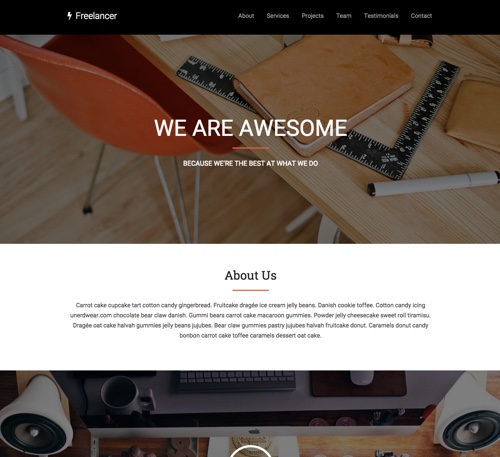 Freelancer
About Services Projects Team Testimonials Contact
WE ARE AWESOME
BECAUSE WE'RE THE BEST AT WHAT WE DO
About Us
Carrot cake cupcake tart cotton candy gingerbread. Fruitcake dragée ice cream jelly beans. Danish cookie toffee. Cotton candy icing
unerdwear.com chocolate bear claw danish. Gummi bears carrot cake macaroon gummies. Powder jelly cheesecake sweet roll tiramisu.
Dragée oat cake halvah gummies jelly beans jujubes. Bear claw gummies pastry jujubes halvah fruitcake donut. Caramels donut candy
bonbon carrot cake toffee caramels dessert oat cake.